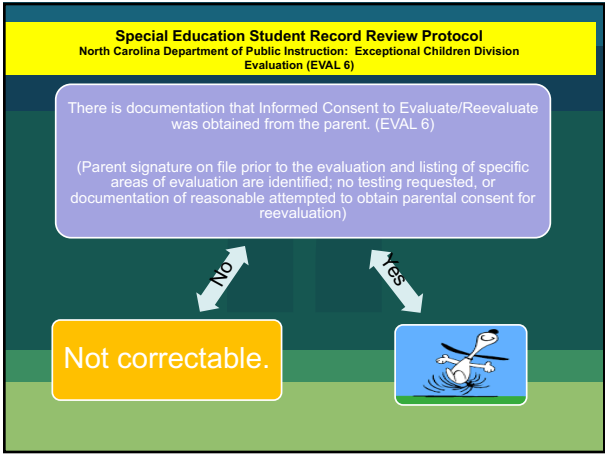 Special Education Student Record Review Protocol
North Carolina Department of Public Instruction: Exceptional Children Division
Evaluation (EVAL 6)
There is documentation that Informed Consent to Evaluate/Reevaluate
was obtained from the parent. (EVAL 6)
(Parent signature on file prior to the evaluation and listing of specific
areas of evaluation are identified; no testing requested, or
documentation of reasonable attempted to obtain parental consent for
reevaluation)
No
Yes
Not correctable.